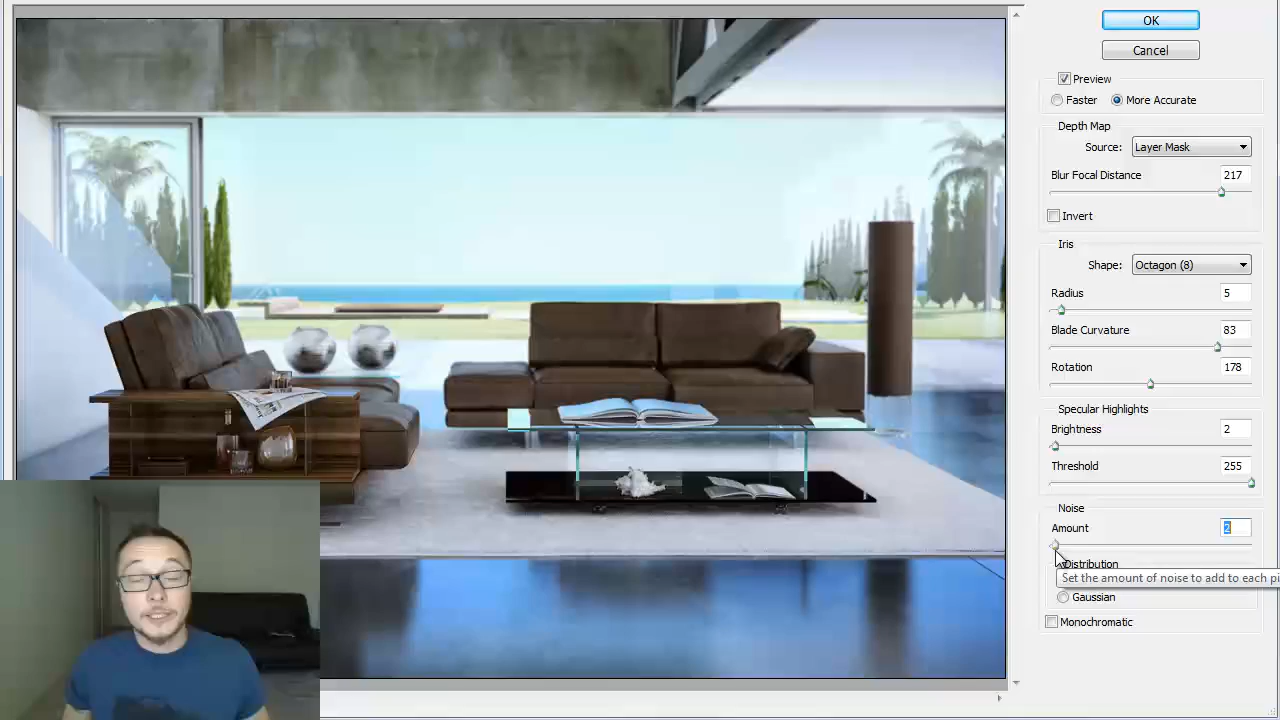 OK
Cancel
Preview
Faster More Accurate
Depth Map
Source: Layer Mask
Blur Focal Distance 217
Invert
Iris
Shape: Octagon (8)
Radius 5
Blade Curvature 83
Rotation 178
Specular Highlights
Brightness 2
Threshold 255
Noise
Amount 2
Distribution
Set the amount of noise to add to each pi
Gaussian
Monochromatic